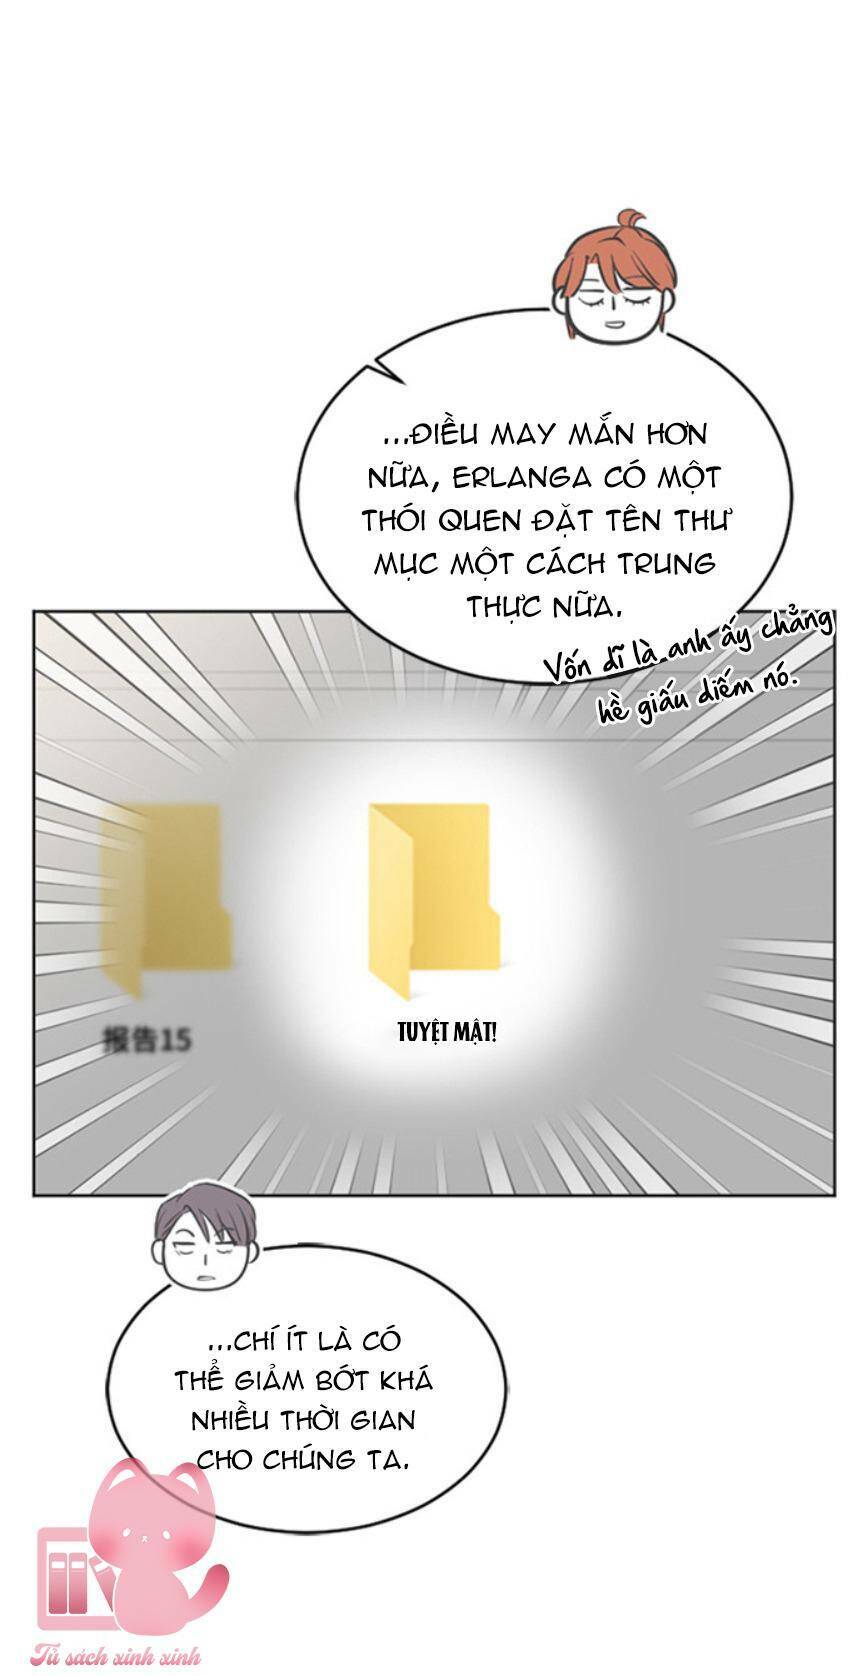 ...ĐIỀU MAY MẮN HƠN
NỮA, ERLANGA CÓ MỘT
THÓI QUEN ĐẶT TÊN THƯ
MỤC MỘT CÁCH TRUNG
THỰC NỮA.
Vốn dĩ là anh ấy chẳng
hề giấu diếm nó.
报告15
TUYỆT MẬT!
...CHÍ ÍT LÀ CÓ
THỂ GIẢM BỚT KHÁ
NHIỀU THỜI GIAN
CHO CHÚNG TA.
Tủ sách xinh xinh